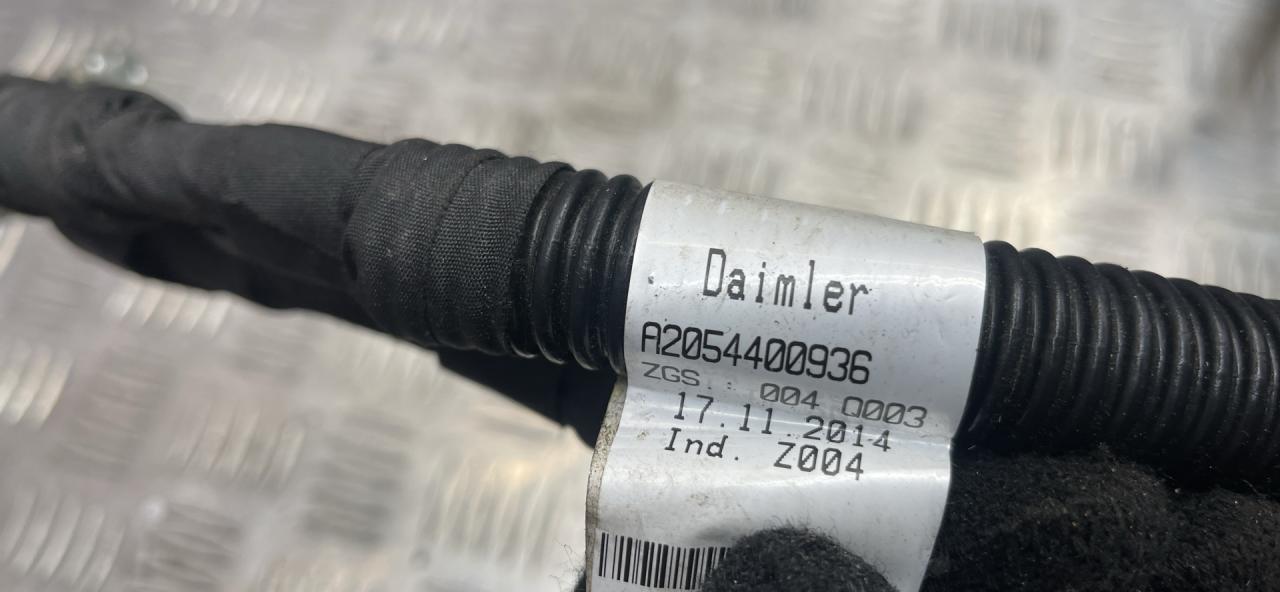 Daimler
A2054400936
ZGS.: 004 Q003
17.11.2014
Ind. Z004